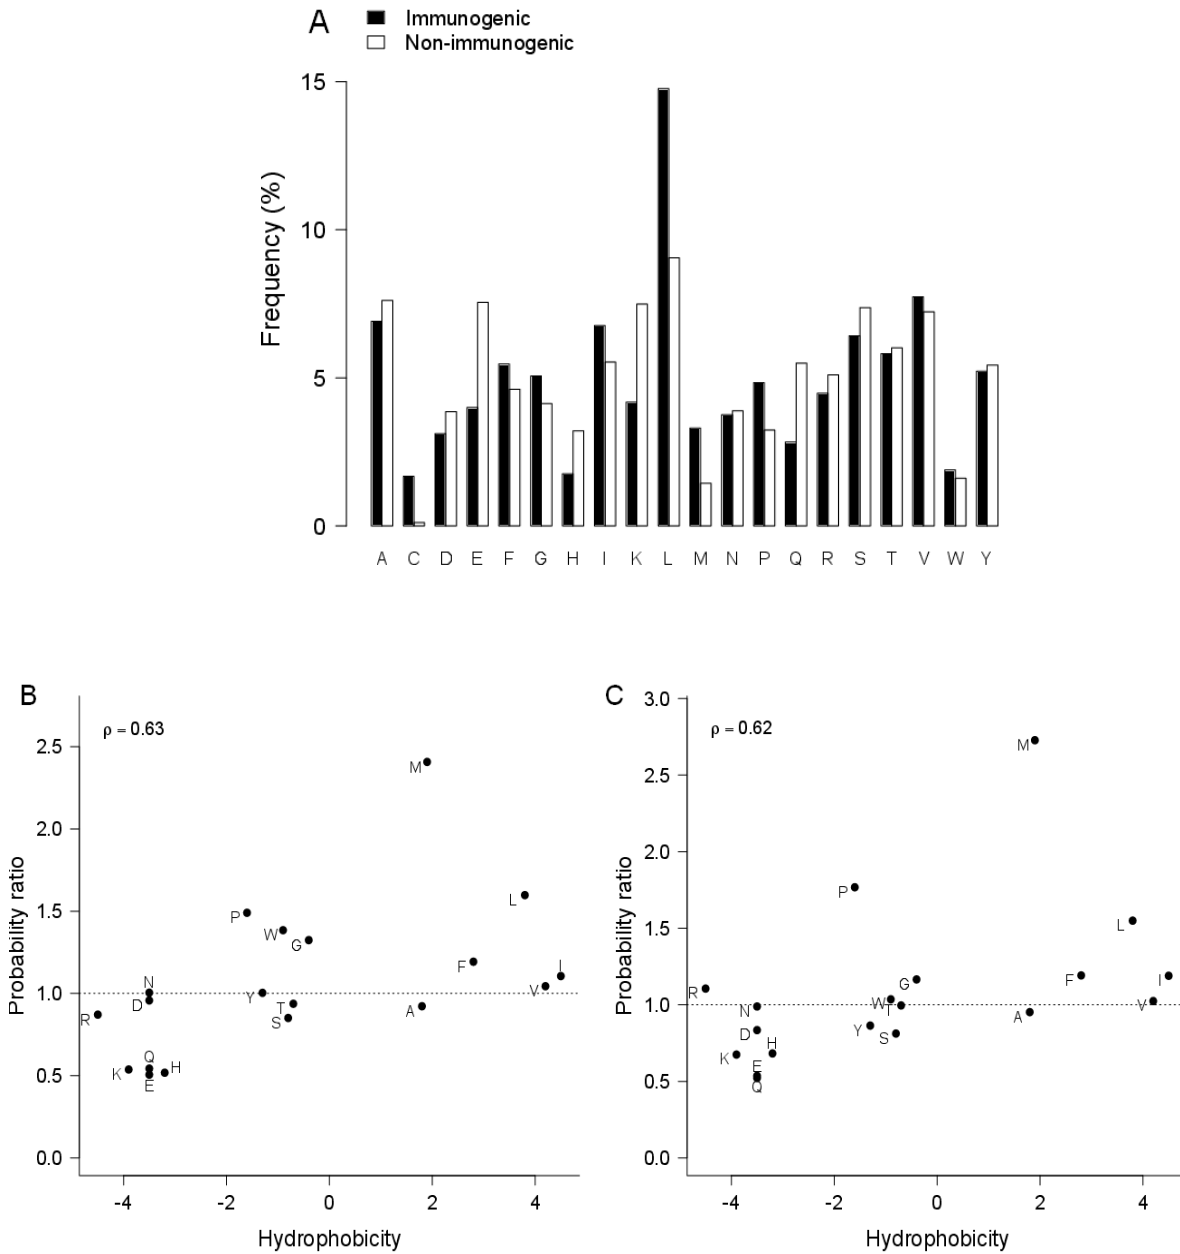 A
Immunogenic
Non-immunogenic
Frequency (%)
15
10
5
0
A C D E F G H I K L M N P Q R S T V W Y
B
ρ = 0.63
Probability ratio
2.5
2.0
1.5
1.0
0.5
0.0
M
L
P
W
G
F
I
V
N
D
Y
T
S
A
R
K
Q
E
H
-4 -2 0 2 4
Hydrophobicity
C
ρ = 0.62
Probability ratio
3.0
2.5
2.0
1.5
1.0
0.5
0.0
M
P
L
R
G
F
I
V
N
W
T
A
D
Y
S
K
H
E
Q
-4 -2 0 2 4
Hydrophobicity